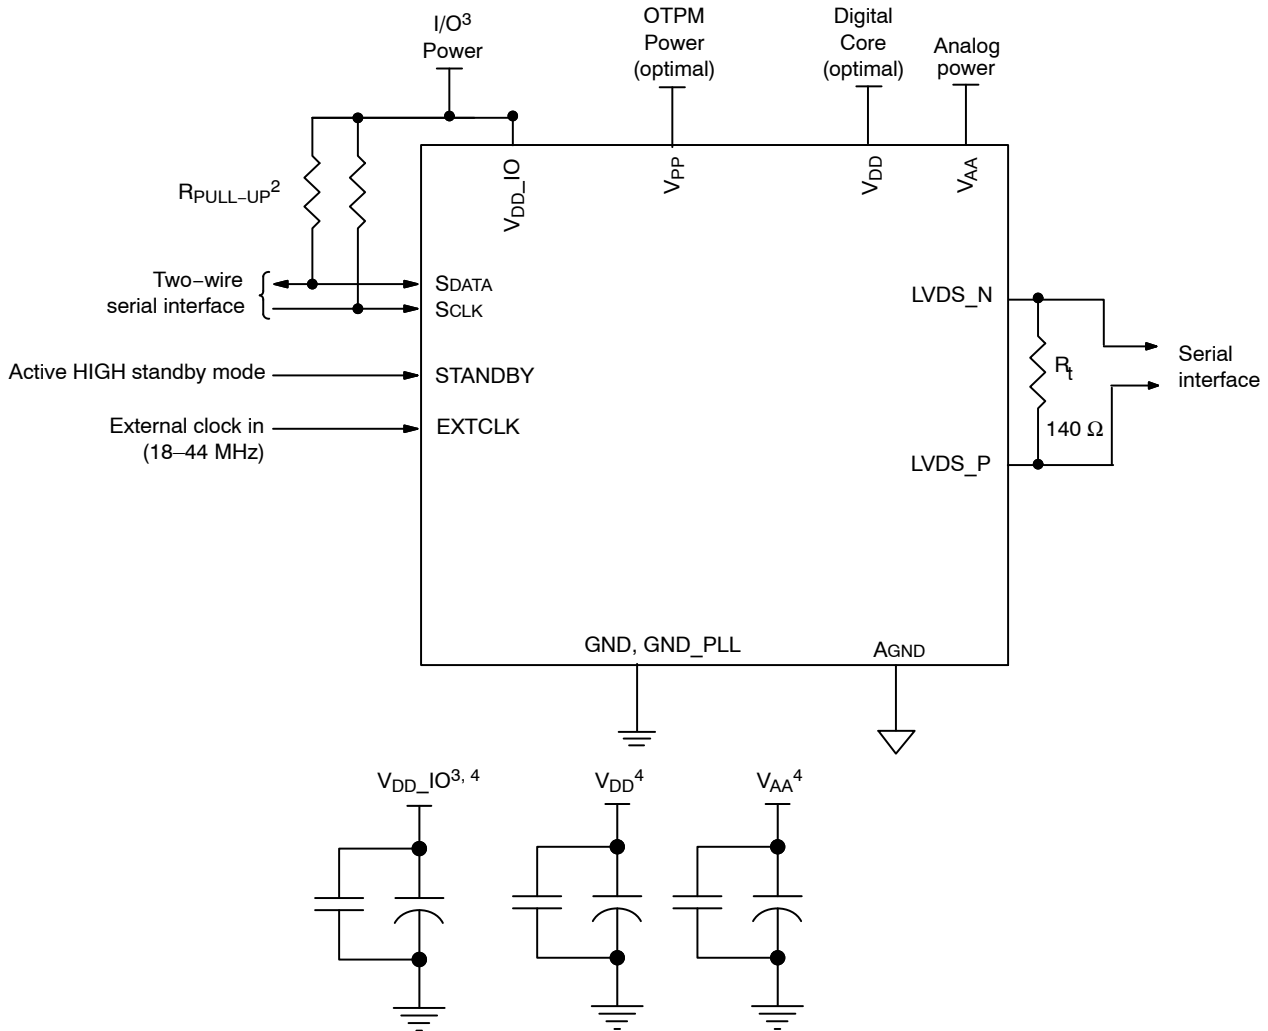 I/O³
Power
OTPM
Power
(optimal)
Digital
Core
(optimal)
Analog
power
RPULL−UP²
VDD_IO
VPP
VDD
VAA
Two−wire
serial interface
SDATA
SCLK
Active HIGH standby mode
STANDBY
External clock in
(18–44 MHz)
EXTCLK
LVDS_N
Rt
140 Ω
LVDS_P
Serial
interface
GND, GND_PLL
AGND
VDD_IO³, ⁴
VDD⁴
VAA⁴